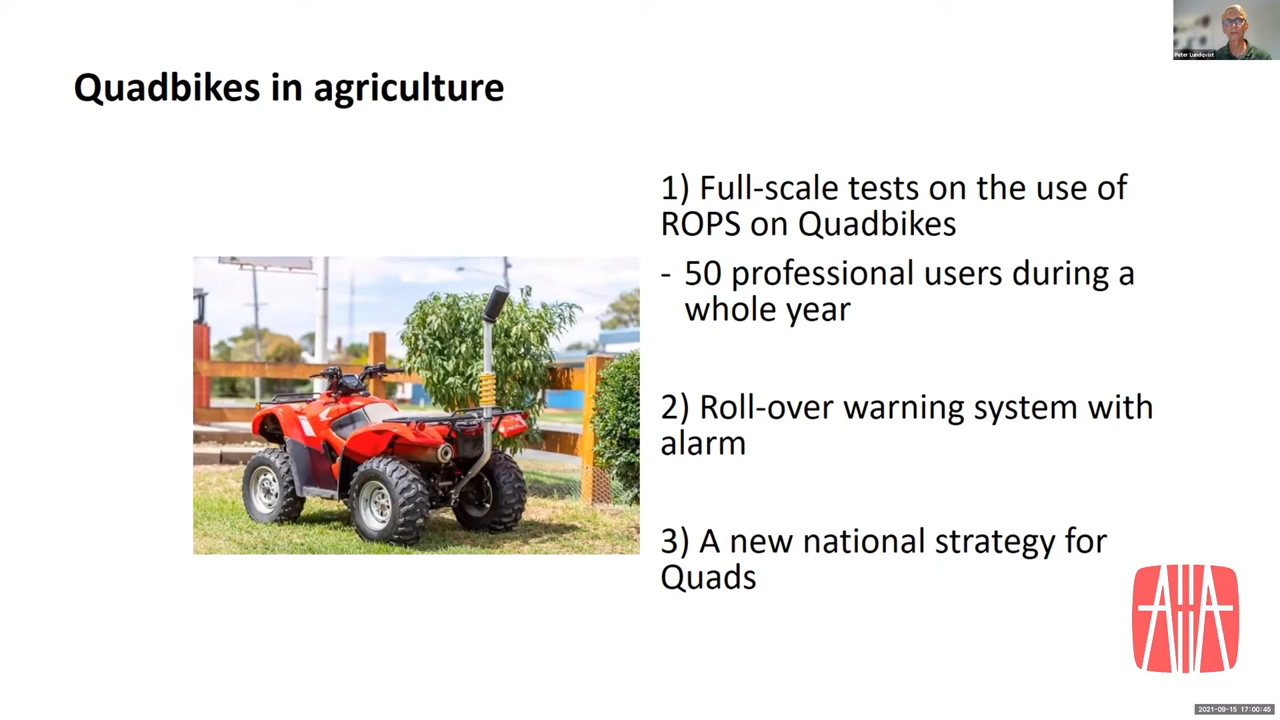 Peter Lundqvist
Quadbikes in agriculture
1) Full-scale tests on the use of
ROPS on Quadbikes
- 50 professional users during a
whole year
2) Roll-over warning system with
alarm
3) A new national strategy for
Quads
2021-09-15 17:00:45